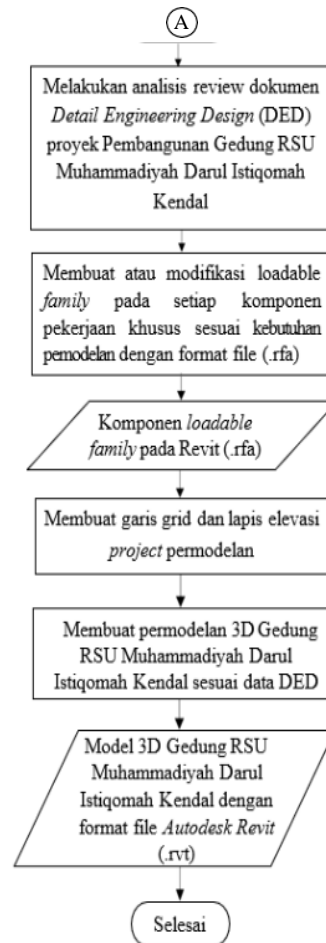 A
Melakukan analisis review dokumen
Detail Engineering Design (DED)
proyek Pembangunan Gedung RSU
Muhammadiyah Darul Istiqomah
Kendal
Membuat atau modifikasi loadable
family pada setiap komponen
pekerjaan khusus sesuai kebutuhan
pemodelan dengan format file (.rfa)
Komponen loadable
family pada Revit (.rfa)
Membuat garis grid dan lapis elevasi
project permodelan
Membuat permodelan 3D Gedung
RSU Muhammadiyah Darul
Istiqomah Kendal sesuai data DED
Model 3D Gedung RSU
Muhammadiyah Darul
Istiqomah Kendal dengan
format file Autodesk Revit
(.rvt)
Selesai